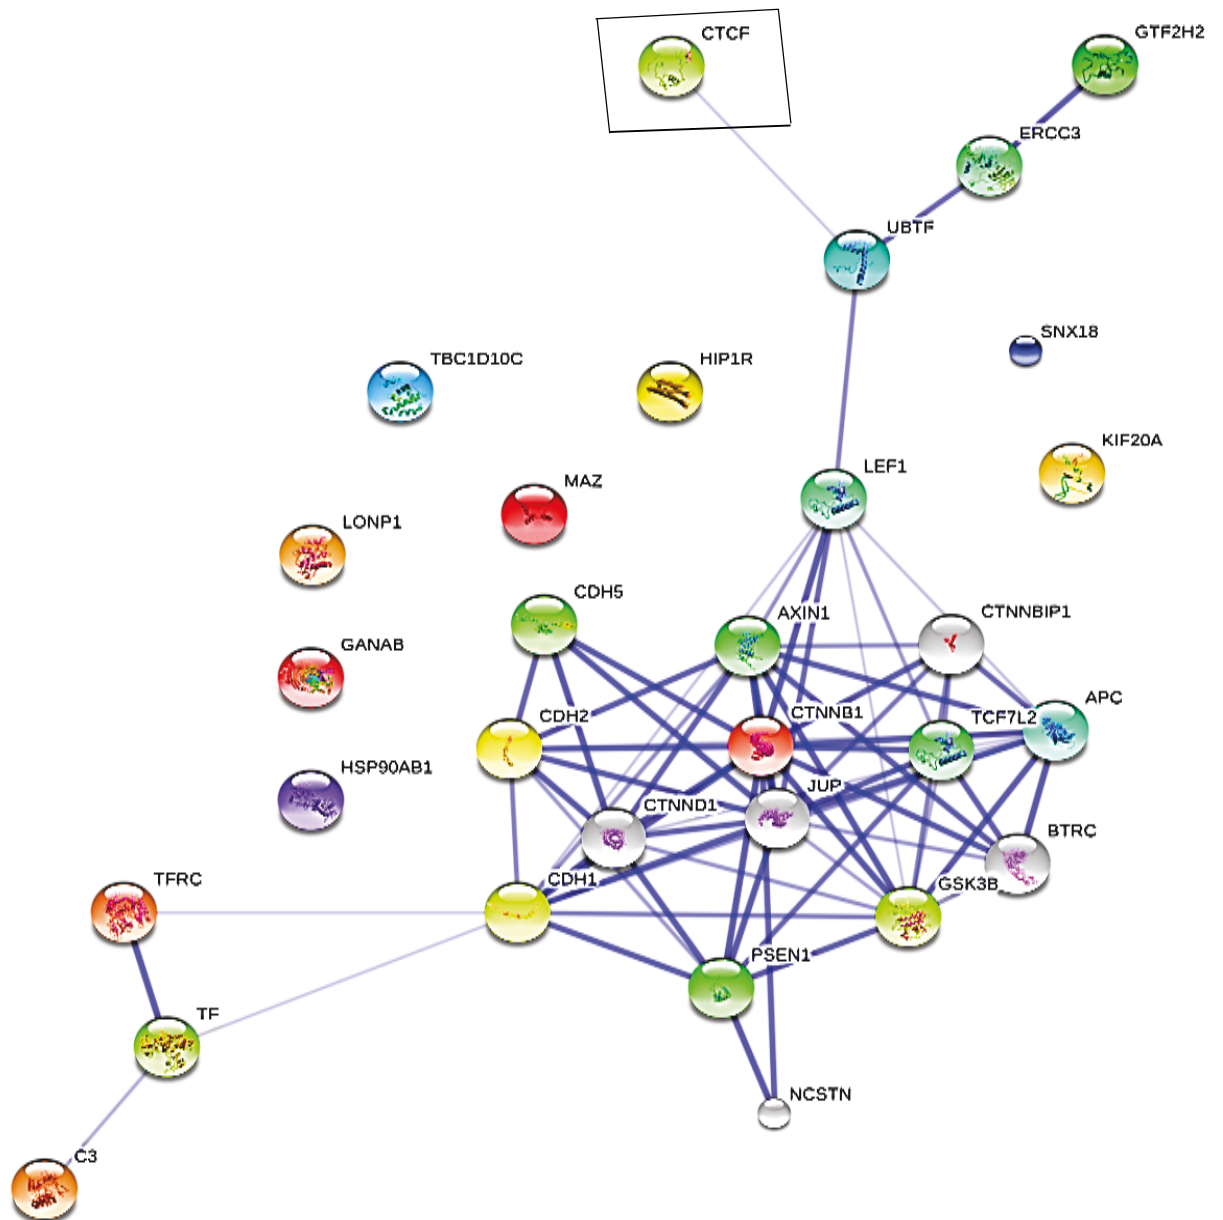 CTCF
GTF2H2
ERCC3
UBTF
SNX18
TBC1D10C
HIP1R
KIF20A
LEF1
MAZ
LONP1
CDH5
AXIN1
CTNNBIP1
GANAB
APC
CDH2
CTNNB1
TCF7L2
HSP90AB1
JUP
CTNND1
BTRC
TFRC
CDH1
GSK3B
PSEN1
TF
NCSTN
C3